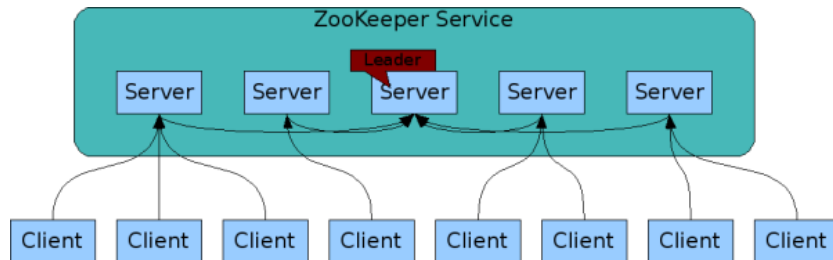 ZooKeeper Service
Leader
Server Server Server Server Server
Client Client Client Client Client Client Client Client